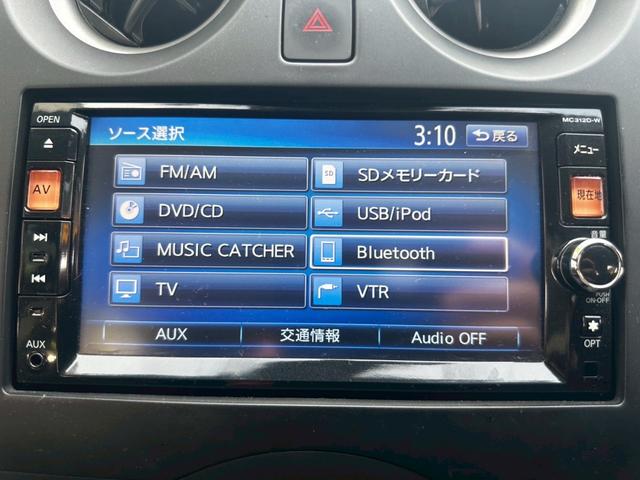 OPEN
MC312D-W
ソース選択
3:10
戻る
メニュー
AV
現在地
FM/AM
SD
SDメモリーカード
DVD/CD
USB/iPod
MUSIC CATCHER
Bluetooth
TV
VTR
音量
PUSH
ON-OFF
AUX
交通情報
Audio OFF
AUX
OPT